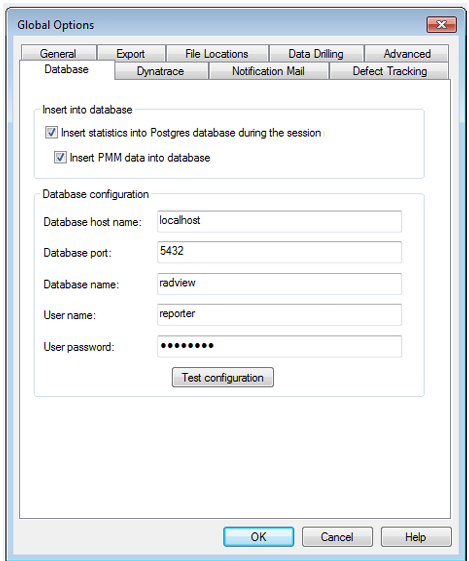 Global Options
General Export File Locations Data Drilling Advanced
Database Dynatrace Notification Mail Defect Tracking
Insert into database
Insert statistics into Postgres database during the session
Insert PMM data into database
Database configuration
Database host name: localhost
Database port: 5432
Database name: radview
User name: reporter
User password: ••••••••
Test configuration
OK Cancel Help